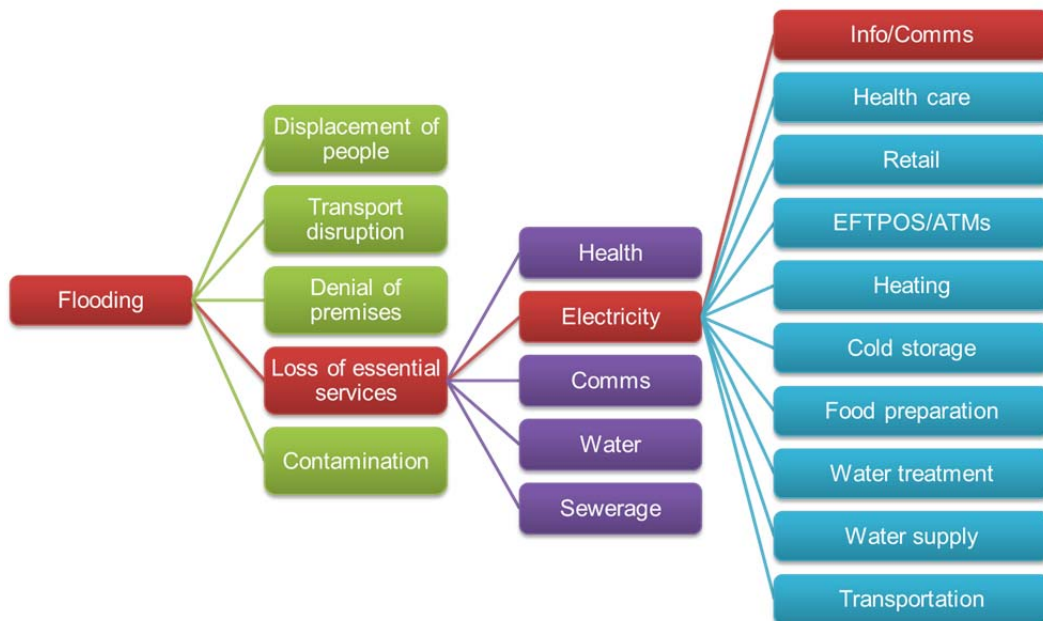 Flooding
Displacement of
people
Transport
disruption
Denial of
premises
Loss of essential
services
Contamination
Health
Electricity
Comms
Water
Sewerage
Info/Comms
Health care
Retail
EFTPOS/ATMs
Heating
Cold storage
Food preparation
Water treatment
Water supply
Transportation